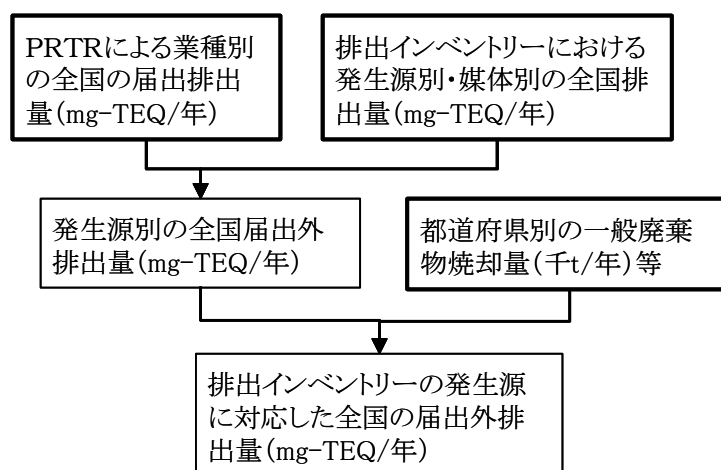 PRTRによる業種別
の全国の届出排出
量(mg-TEQ/年)
排出インベントリーにおける
発生源別・媒体別の全国排
出量(mg-TEQ/年)
発生源別の全国届出外
排出量(mg-TEQ/年)
都道府県別の一般廃棄
物焼却量(千t/年)等
排出インベントリーの発生源
に対応した全国の届出外排
出量(mg-TEQ/年)